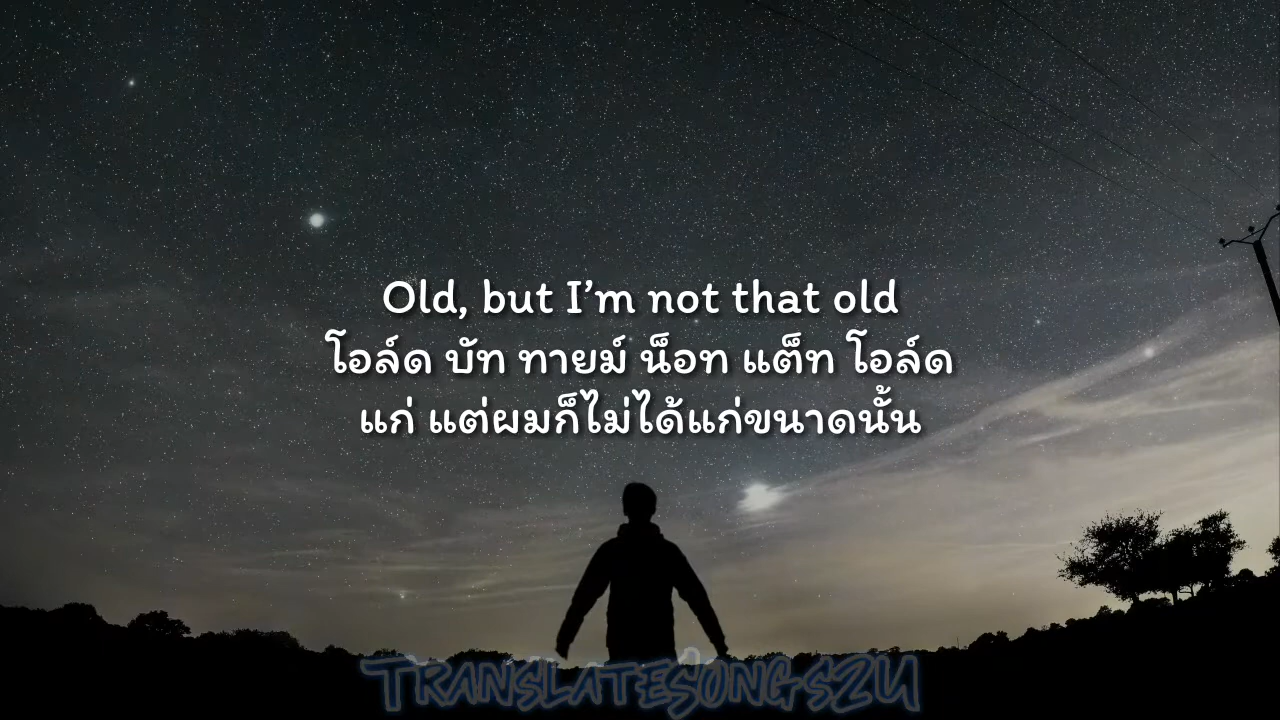 Old, but I’m not that old
โอล์ด บัท ทายม์ น็อท แต็ท โอล์ด
แก่ แต่ผมก็ไม่ได้แก่ขนาดนั้น
TRANSLATESONGS2U